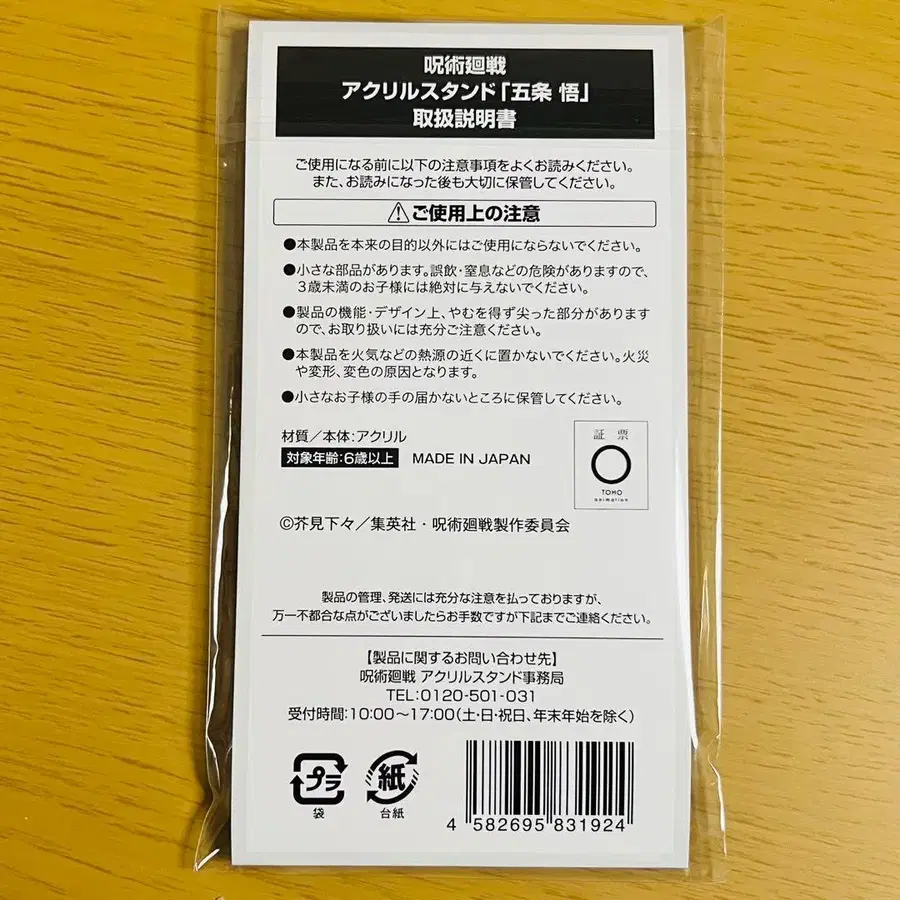 呪術廻戦
アクリルスタンド「五条 悟」
取扱説明書
ご使用になる前に以下の注意事項をよくお読みください。
また、お読みになった後も大切に保管してください。
⚠ご使用上の注意
●本製品を本来の目的以外にはご使用にならないでください。
●小さな部品があります。誤飲・窒息などの危険がありますので、
３歳未満のお子様には絶対に与えないでください。
●製品の機能・デザイン上、やむを得ず尖った部分があります
ので、お取り扱いには充分ご注意ください。
●本製品を火気などの熱源の近くに置かないでください。火災
や変形、変色の原因となります。
●小さなお子様の手の届かないところに保管してください。
材質／本体：アクリル
対象年齢：6歳以上 MADE IN JAPAN
証票
TOHO
animation
©芥見下々／集英社・呪術廻戦製作委員会
製品の管理、発送には充分な注意を払っておりますが、
万一不都合な点がございましたらお手数ですが下記までご連絡ください。
【製品に関するお問い合わせ先】
呪術廻戦 アクリルスタンド事務局
TEL:0120-501-031
受付時間：10:00〜17:00（土・日・祝日、年末年始を除く）
プラ
袋
紙
台紙
4 582695 831924